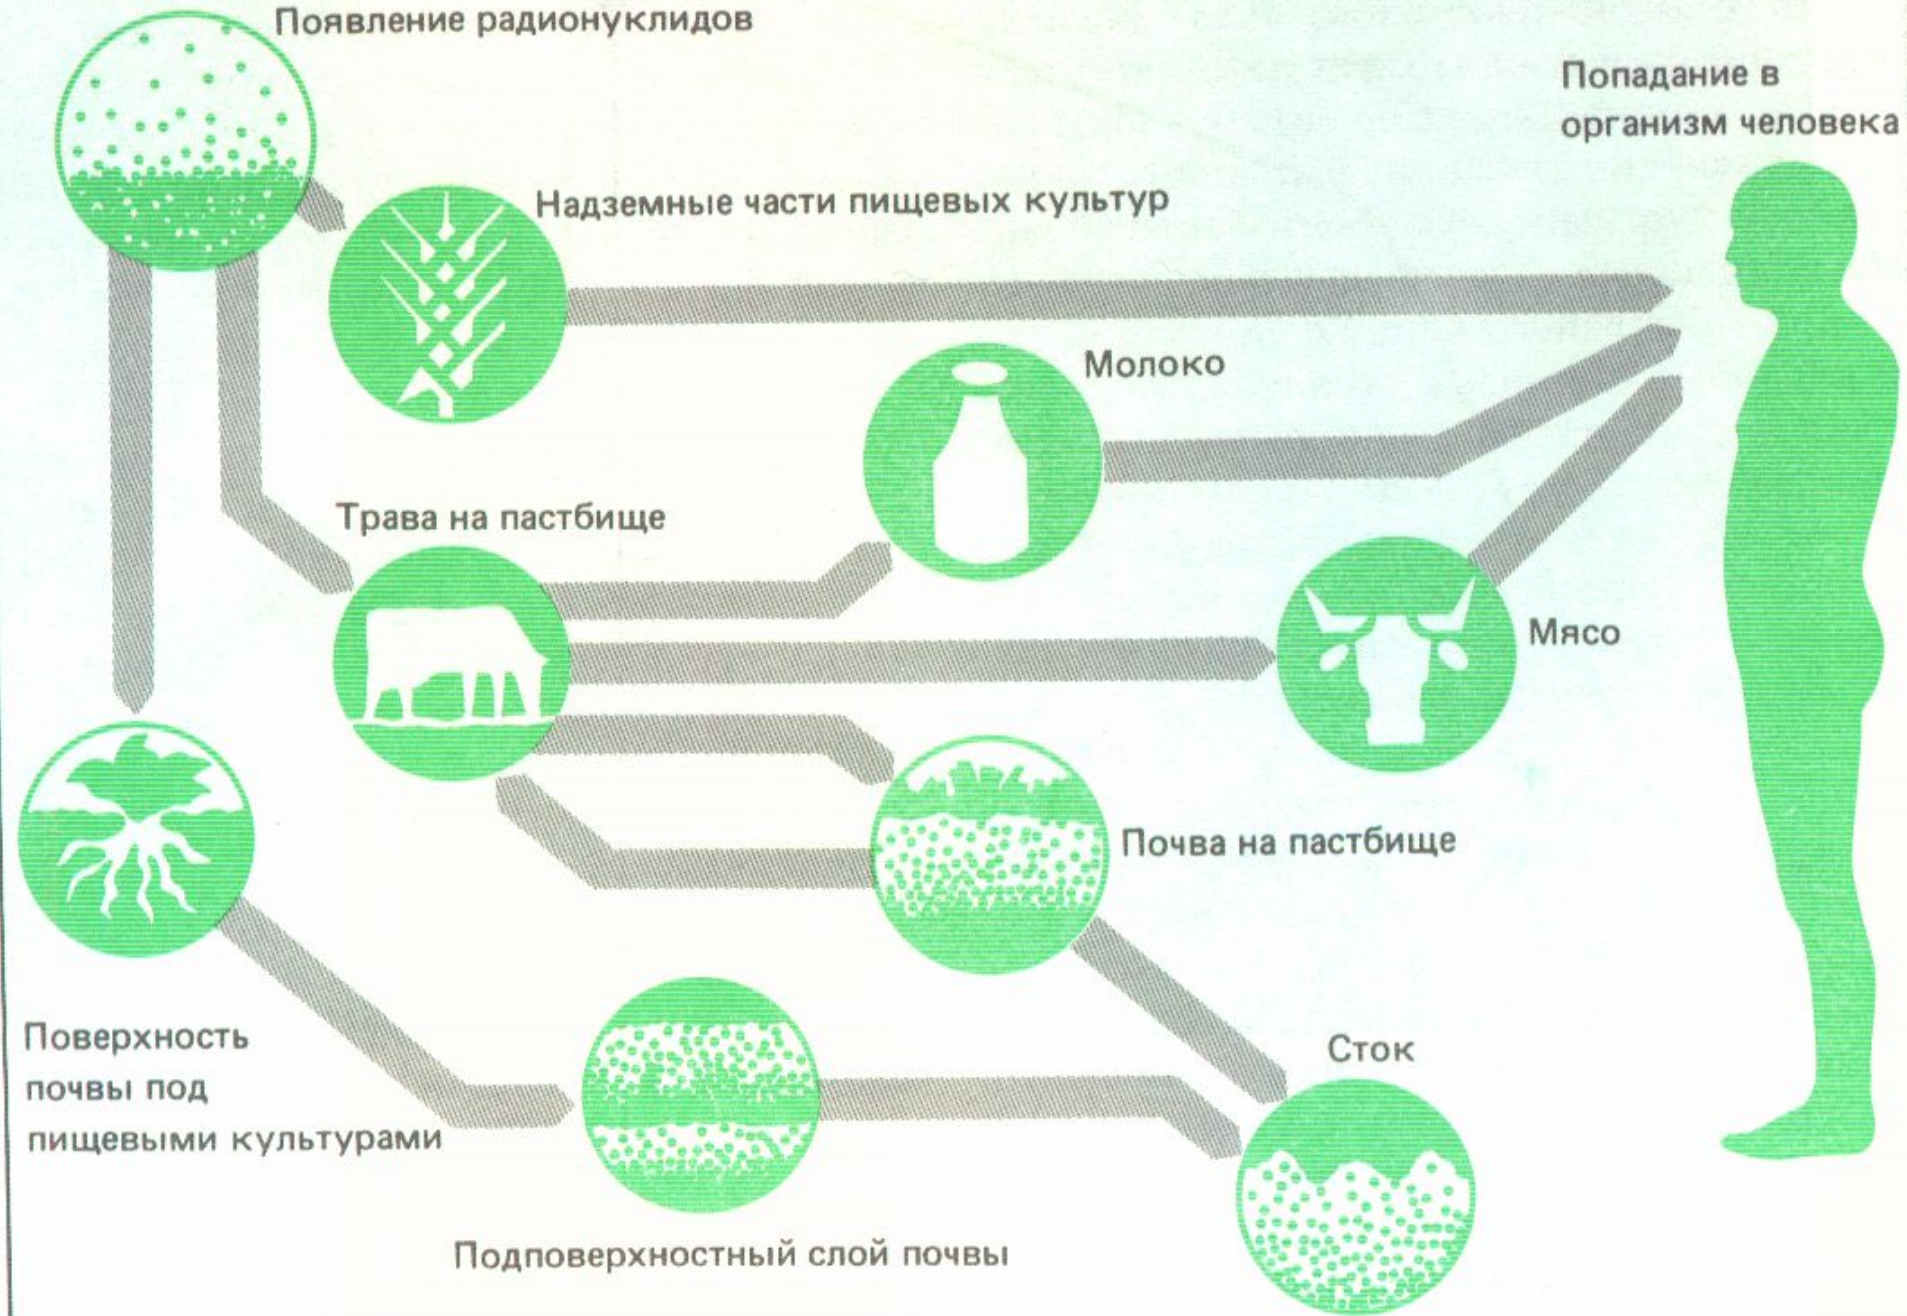 Появление радионуклидов
Попадание в
организм человека
Надземные части пищевых культур
Молоко
Трава на пастбище
Мясо
Почва на пастбище
Поверхность
почвы под
пищевыми культурами
Сток
Подповерхностный слой почвы